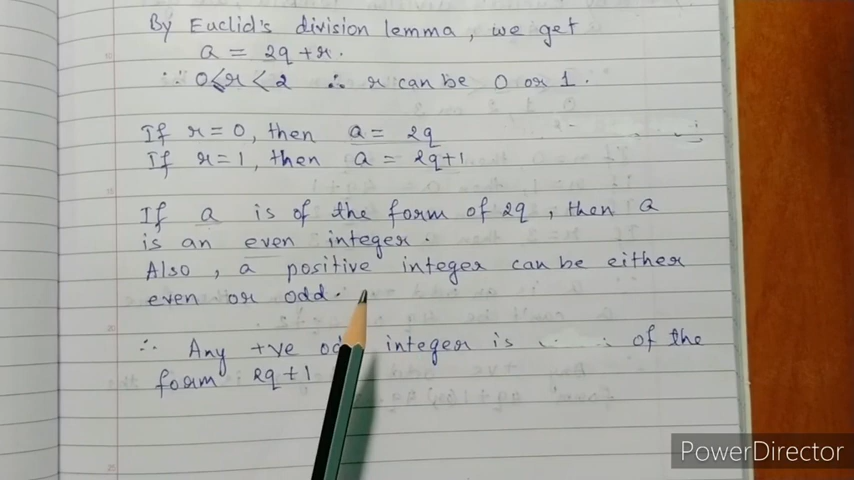 By Euclid's division lemma, we get
a = 2q + r.
∵ 0 ≤ r < 2 ∴ r can be 0 or 1.
If r = 0, then a = 2q
If r = 1, then a = 2q+1
If a is of the form of 2q, then a
is an even integer.
Also, a positive integer can be either
even or odd.
∴ Any +ve odd integer is of the
form 2q+1
PowerDirector